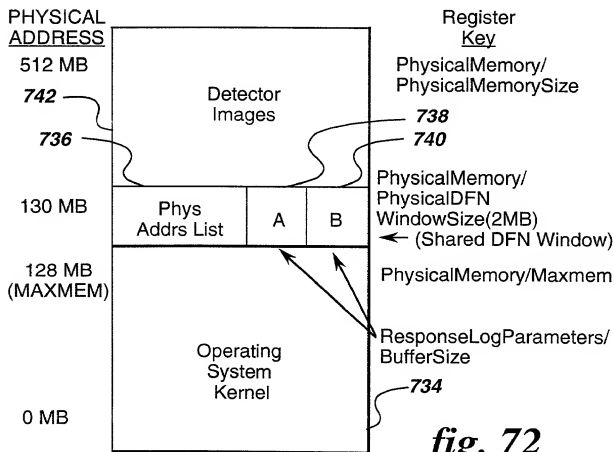 PHYSICAL
ADDRESS
512 MB
742
736
130 MB
128 MB
(MAXMEM)
0 MB
Detector
Images
Phys
Addrs List
A
B
Operating
System
Kernel
Register
Key
PhysicalMemory/
PhysicalMemorySize
738
740
PhysicalMemory/
PhysicalDFN
WindowSize(2MB)
(Shared DFN Window)
PhysicalMemory/Maxmem
ResponseLogParameters/
BufferSize
734
fig. 72